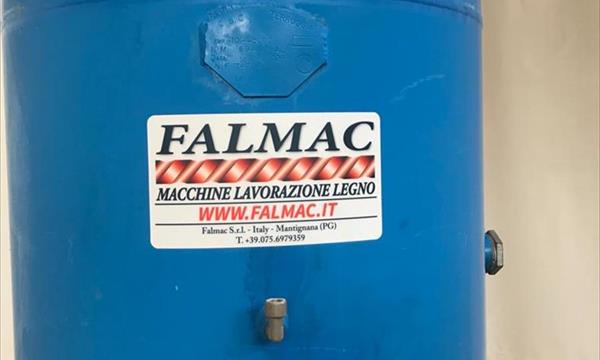 FALMAC
MACCHINE LAVORAZIONE LEGNO
WWW.FALMAC.IT
Falmac S.r.l. - Italy - Mantignana (PG)
T. +39.075.6979359